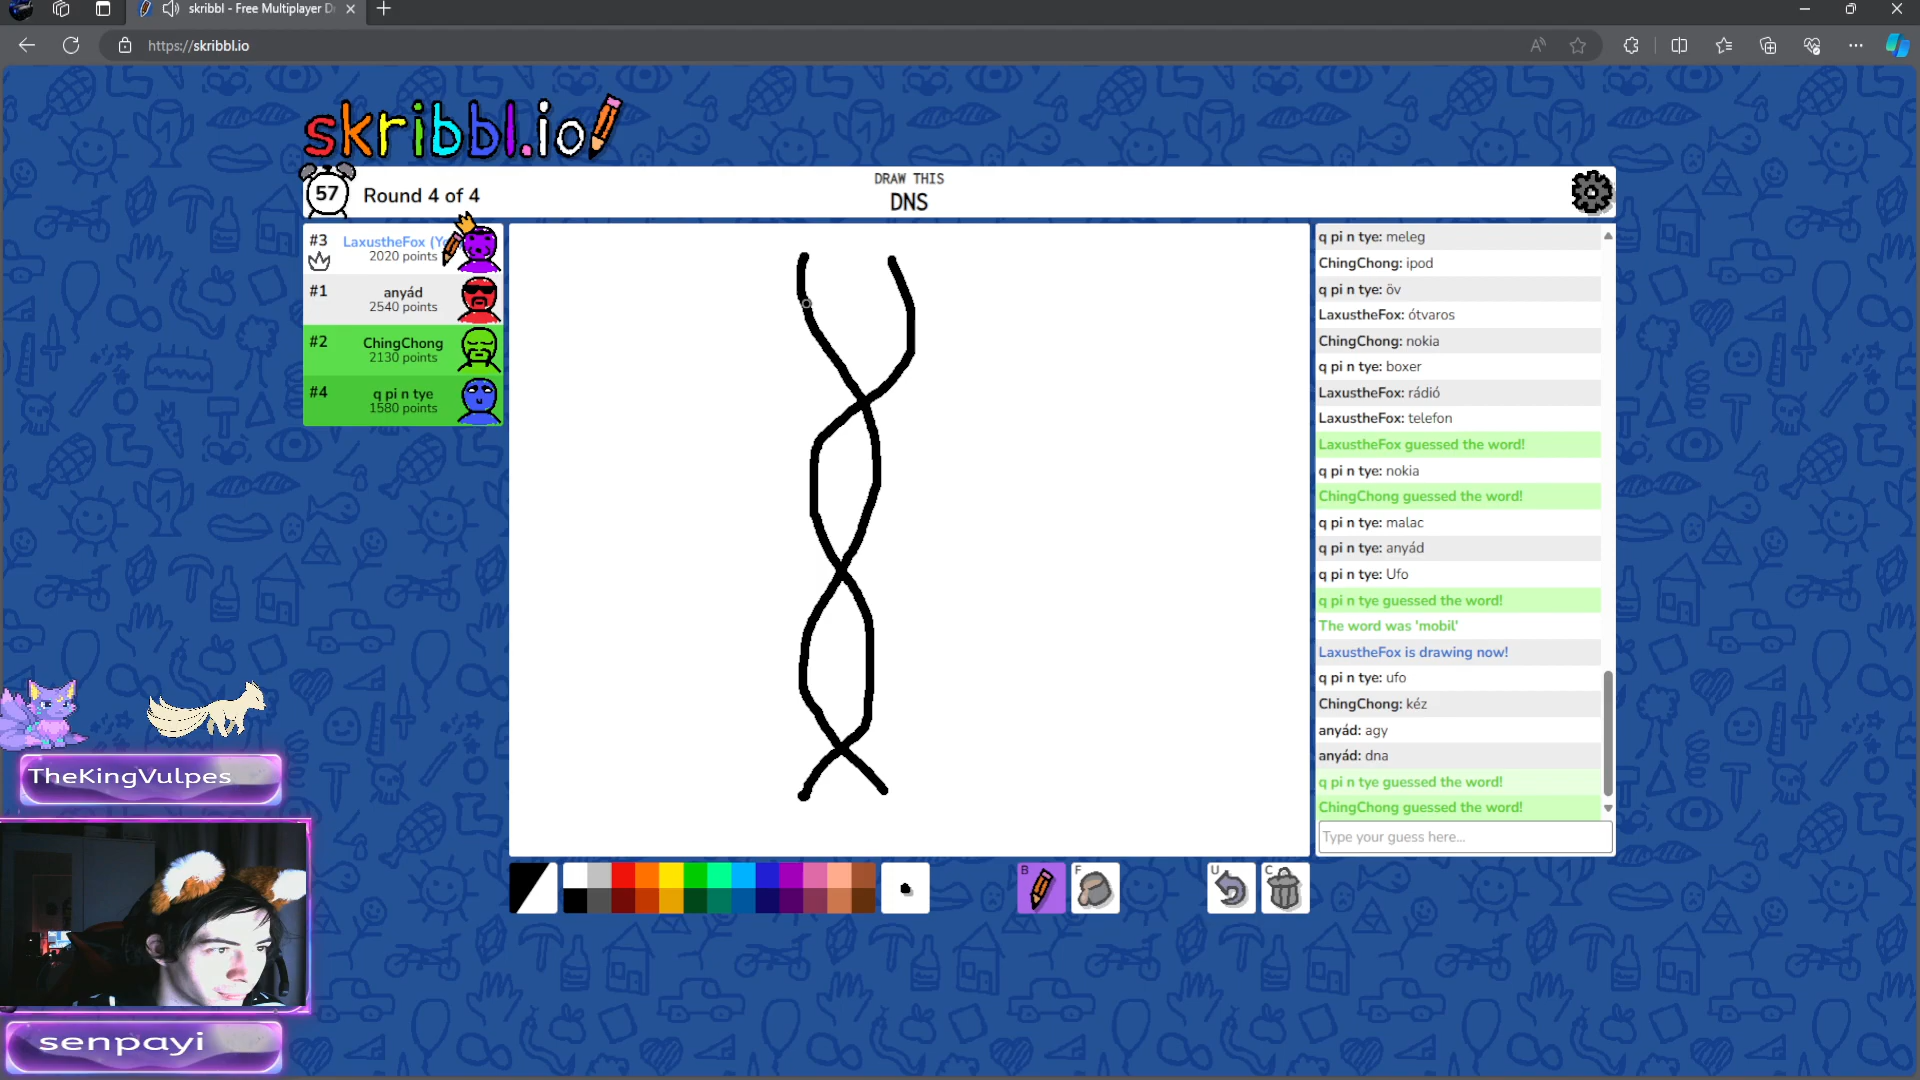 skribbl - Free Multiplayer D
https://skribbl.io
skribbl.io
57
Round 4 of 4
DRAW THIS
DNS
#3
LaxustheFox (Yo
2020 points
#1
anyád
2540 points
#2
ChingChong
2130 points
#4
q pi n tye
1580 points
q pi n tye: meleg
ChingChong: ipod
q pi n tye: öv
LaxustheFox: ótvaros
ChingChong: nokia
q pi n tye: boxer
LaxustheFox: rádió
LaxustheFox: telefon
LaxustheFox guessed the word!
q pi n tye: nokia
ChingChong guessed the word!
q pi n tye: malac
q pi n tye: anyád
q pi n tye: Ufo
q pi n tye guessed the word!
The word was 'mobil'
LaxustheFox is drawing now!
q pi n tye: ufo
ChingChong: kéz
anyád: agy
anyád: dna
q pi n tye guessed the word!
ChingChong guessed the word!
Type your guess here...
B
F
U
C
TheKingVulpes
senpayi